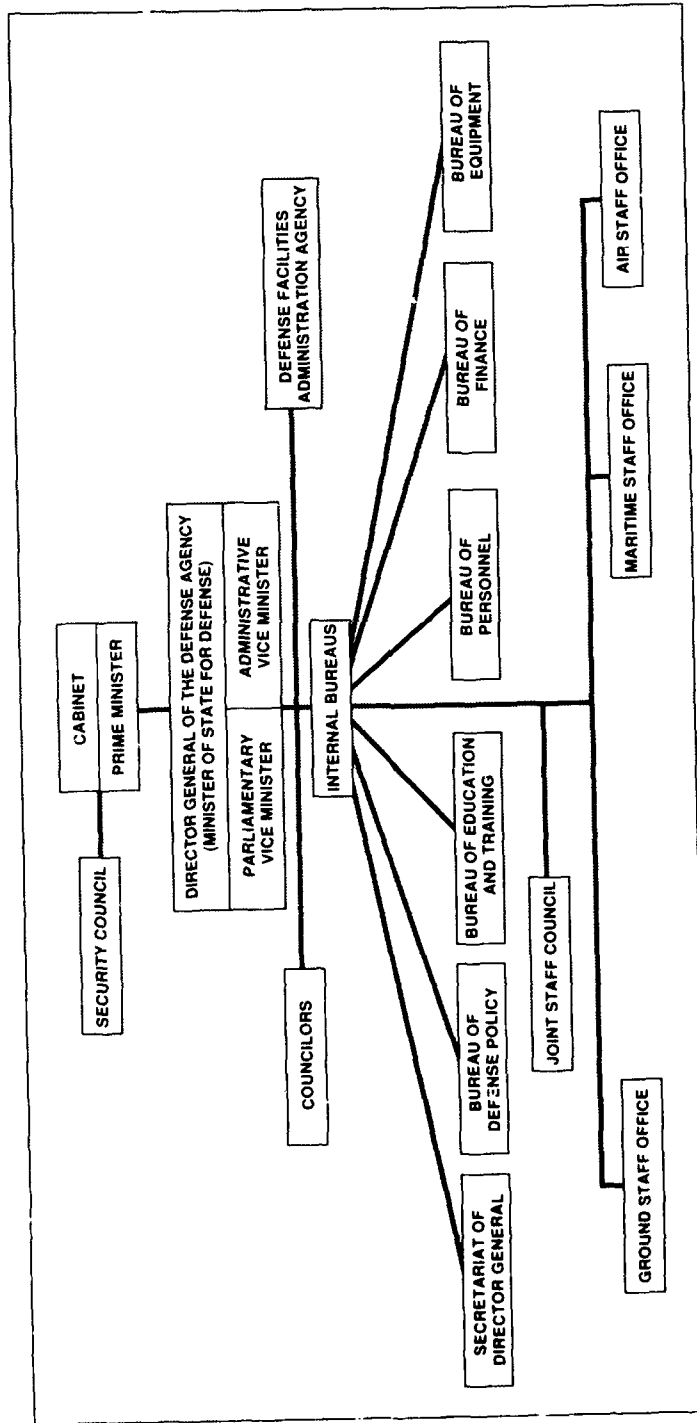 CABINET
PRIME MINISTER
SECURITY COUNCIL
DIRECTOR GENERAL OF THE DEFENSE AGENCY
(MINISTER OF STATE FOR DEFENSE)
PARLIAMENTARY
VICE MINISTER
ADMINISTRATIVE
VICE MINISTER
COUNCILORS
DEFENSE FACILITIES
ADMINISTRATION AGENCY
INTERNAL BUREAUS
SECRETARIAT OF
DIRECTOR GENERAL
BUREAU OF
DEFENSE POLICY
BUREAU OF EDUCATION
AND TRAINING
BUREAU OF
PERSONNEL
BUREAU OF
FINANCE
BUREAU OF
EQUIPMENT
JOINT STAFF COUNCIL
GROUND STAFF OFFICE
MARITIME STAFF OFFICE
AIR STAFF OFFICE